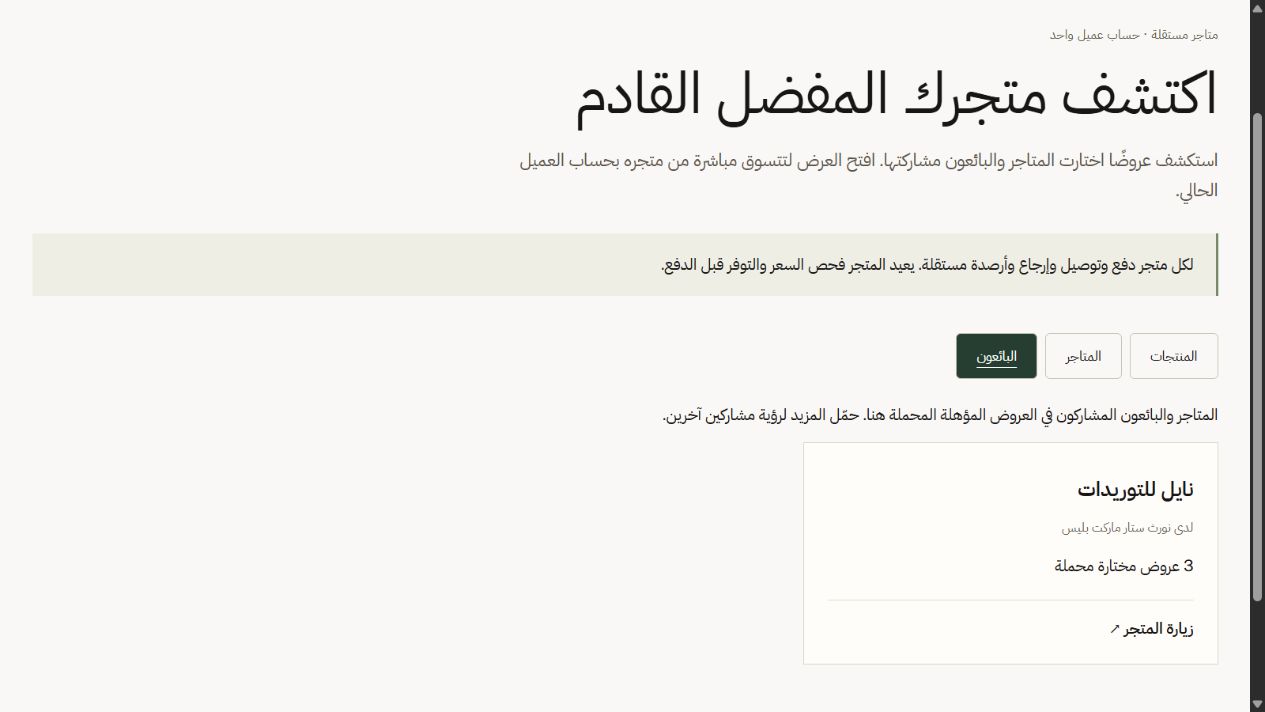 متاجر مستقلة · حساب عميل واحد
اكتشف متجرك المفضل القادم
استكشف عروضًا اختارت المتاجر والبائعون مشاركتها. افتح العرض لتتسوق مباشرة من متجره بحساب العميل
الحالي.
لكل متجر دفع وتوصيل وإرجاع وأرصدة مستقلة. يعيد المتجر فحص السعر والتوفر قبل الدفع.
المنتجات
المتاجر
البائعون
المتاجر والبائعون المشاركون في العروض المؤهلة المحملة هنا. حمّل المزيد لرؤية مشاركين آخرين.
نايل للتوريدات
لدى نورث ستار ماركت بليس
3 عروض مختارة محملة
زيارة المتجر ↗